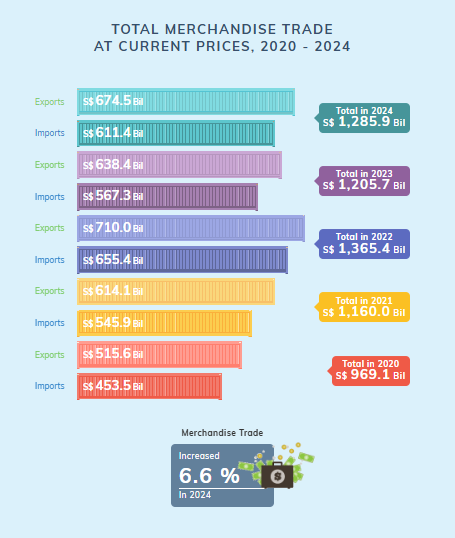 TOTAL MERCHANDISE TRADE
AT CURRENT PRICES, 2020 - 2024
Exports S$ 674.5 Bil
Total in 2024
S$ 1,285.9 Bil
Imports S$ 611.4 Bil
Exports S$ 638.4 Bil
Total in 2023
S$ 1,205.7 Bil
Imports S$ 567.3 Bil
Exports S$ 710.0 Bil
Total in 2022
S$ 1,365.4 Bil
Imports S$ 655.4 Bil
Exports S$ 614.1 Bil
Total in 2021
S$ 1,160.0 Bil
Imports S$ 545.9 Bil
Exports S$ 515.6 Bil
Total in 2020
S$ 969.1 Bil
Imports S$ 453.5 Bil
Merchandise Trade
Increased
6.6 %
In 2024
$